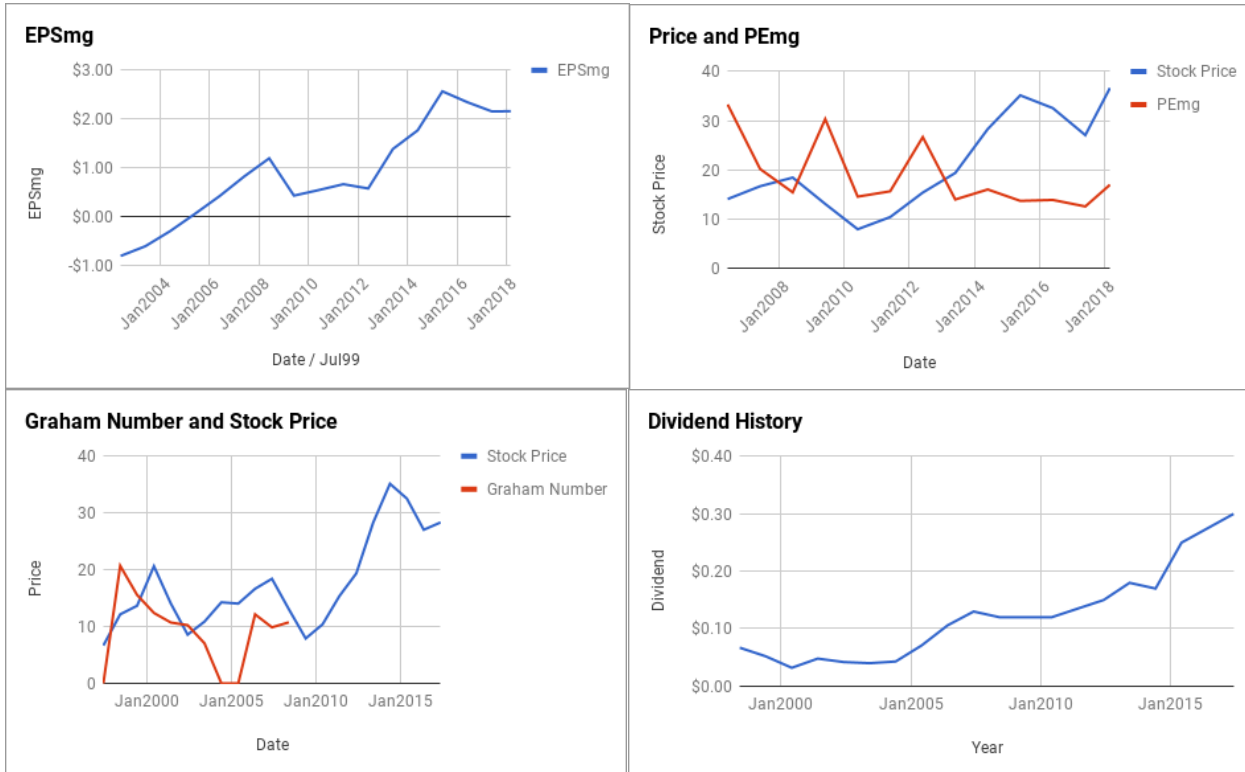 EPSmg
EPSmg
$3.00
$2.00
$1.00
$0.00
-$1.00
EPSmg
Jan2004
Jan2006
Jan2008
Jan2010
Jan2012
Jan2014
Jan2016
Jan2018
Date / Jul99
Price and PEmg
Stock Price
PEmg
40
30
20
10
0
Stock Price
Jan2008
Jan2010
Jan2012
Jan2014
Jan2016
Jan2018
Date
Graham Number and Stock Price
Stock Price
Graham Number
40
30
20
10
0
Price
Jan2000
Jan2005
Jan2010
Jan2015
Date
Dividend History
$0.40
$0.30
$0.20
$0.10
$0.00
Dividend
Jan2000
Jan2005
Jan2010
Jan2015
Year